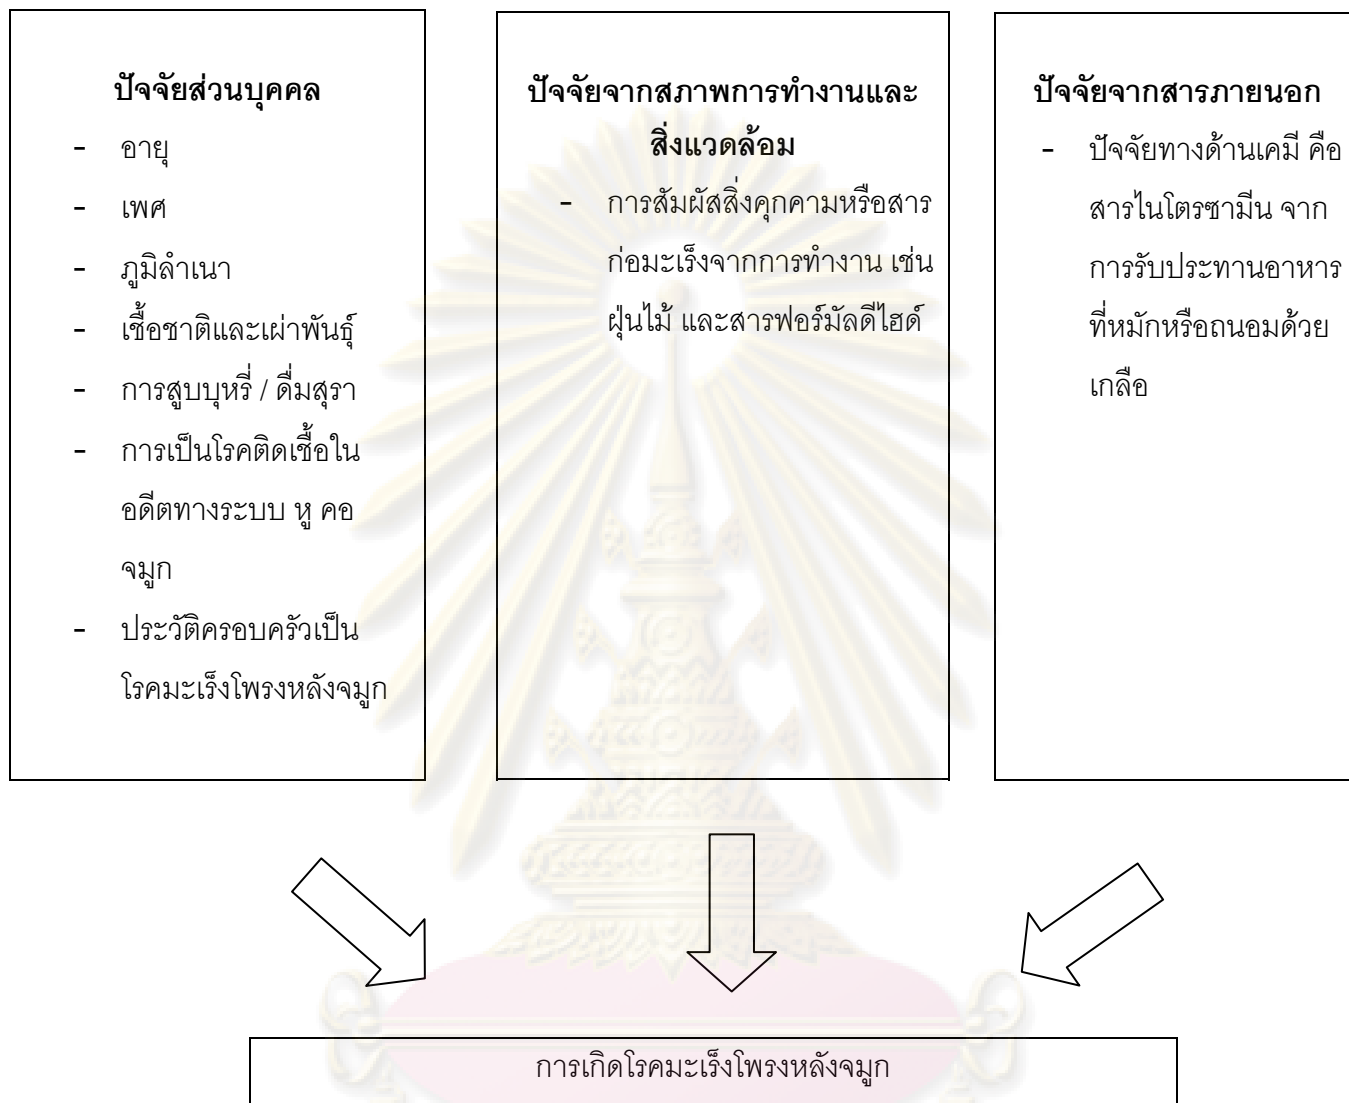 ปัจจัยส่วนบุคคล
- อายุ
- เพศ
- ภูมิลำเนา
- เชื้อชาติและเผ่าพันธุ์
- การสูบบุหรี่ / ดื่มสุรา
- การเป็นโรคติดเชื้อใน
อดีตทางระบบ หู คอ
จมูก
- ประวัติครอบครัวเป็น
โรคมะเร็งโพรงหลังจมูก
ปัจจัยจากสภาพการทำงานและ
สิ่งแวดล้อม
- การสัมผัสสิ่งคุกคามหรือสาร
ก่อมะเร็งจากการทำงาน เช่น
ฝุ่นไม้ และสารฟอร์มัลดีไฮด์
ปัจจัยจากสารภายนอก
- ปัจจัยทางด้านเคมี คือ
สารไนโตรซามีน จาก
การรับประทานอาหาร
ที่หมักหรือถนอมด้วย
เกลือ
การเกิดโรคมะเร็งโพรงหลังจมูก